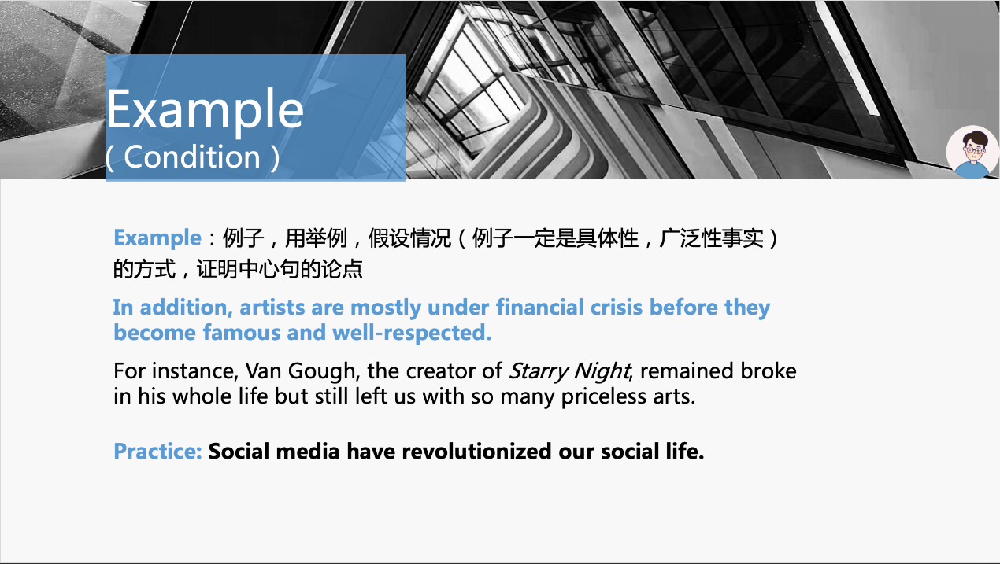 Example
（Condition）
Example：例子，用举例，假设情况（例子一定是具体性，广泛性事实）
的方式，证明中心句的论点
In addition, artists are mostly under financial crisis before they
become famous and well-respected.
For instance, Van Gough, the creator of Starry Night, remained broke
in his whole life but still left us with so many priceless arts.
Practice: Social media have revolutionized our social life.